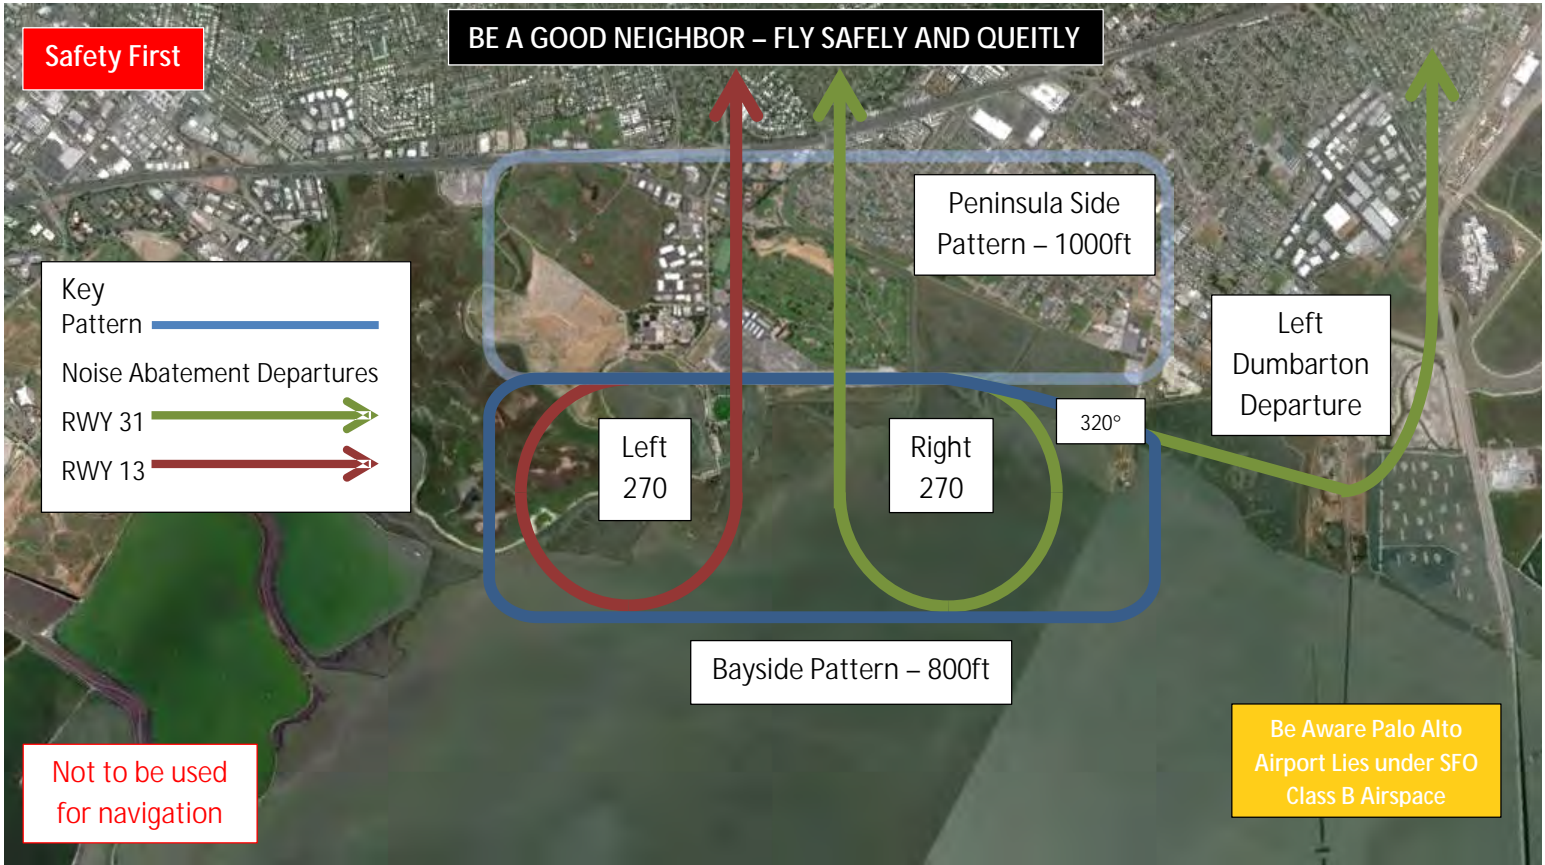 Safety First
BE A GOOD NEIGHBOR – FLY SAFELY AND QUEITLY
Peninsula Side
Pattern – 1000ft
Key
Pattern
Noise Abatement Departures
RWY 31
RWY 13
Left
Dumbarton
Departure
320°
Left
270
Right
270
Bayside Pattern – 800ft
Not to be used
for navigation
Be Aware Palo Alto
Airport Lies under SFO
Class B Airspace